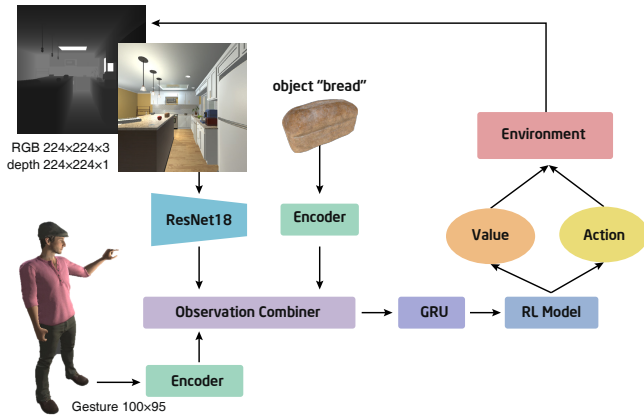 object "bread"
RGB 224×224×3
depth 224×224×1
Environment
ResNet18
Encoder
Value
Action
Observation Combiner
GRU
RL Model
Encoder
Gesture 100×95